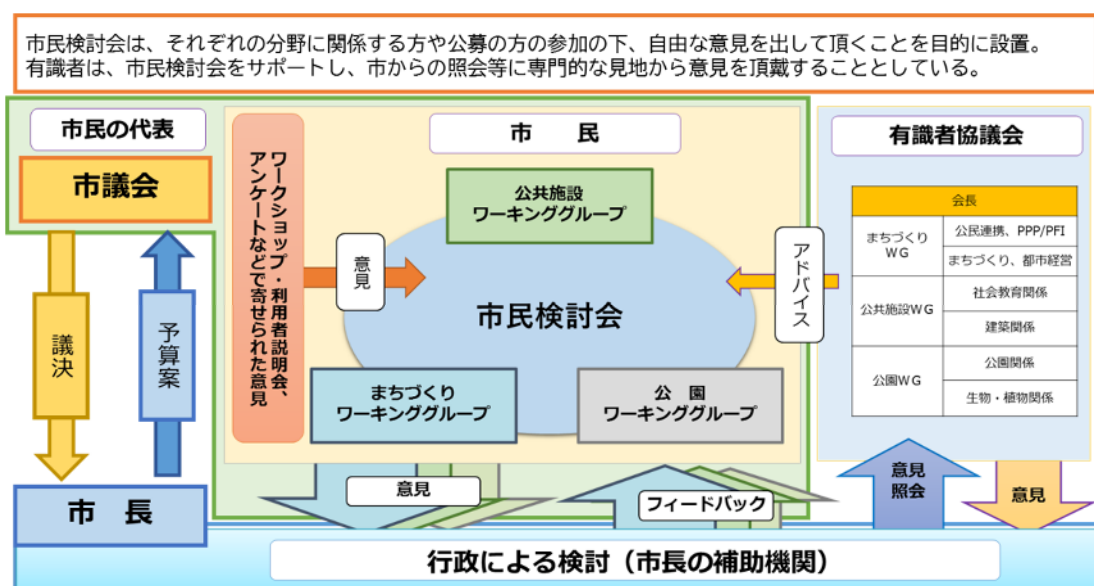 市民検討会は、それぞれの分野に関係する方や公募の方の参加の下、自由な意見を出して頂くことを目的に設置。
有識者は、市民検討会をサポートし、市からの照会等に専門的な見地から意見を頂戴することとしている。
市民の代表
市議会
議決
予算案
市　長
ワークショップ・利用者説明会、
アンケートなどで寄せられた意見
市　民
公共施設
ワーキンググループ
意見
市民検討会
まちづくり
ワーキンググループ
公　園
ワーキンググループ
アドバイス
有識者協議会
会長
まちづくり
WG
公民連携、PPP/PFI
まちづくり、都市経営
公共施設WG
社会教育関係
建築関係
公園WG
公園関係
生物・植物関係
意見
フィードバック
意見
照会
意見
行政による検討（市長の補助機関）